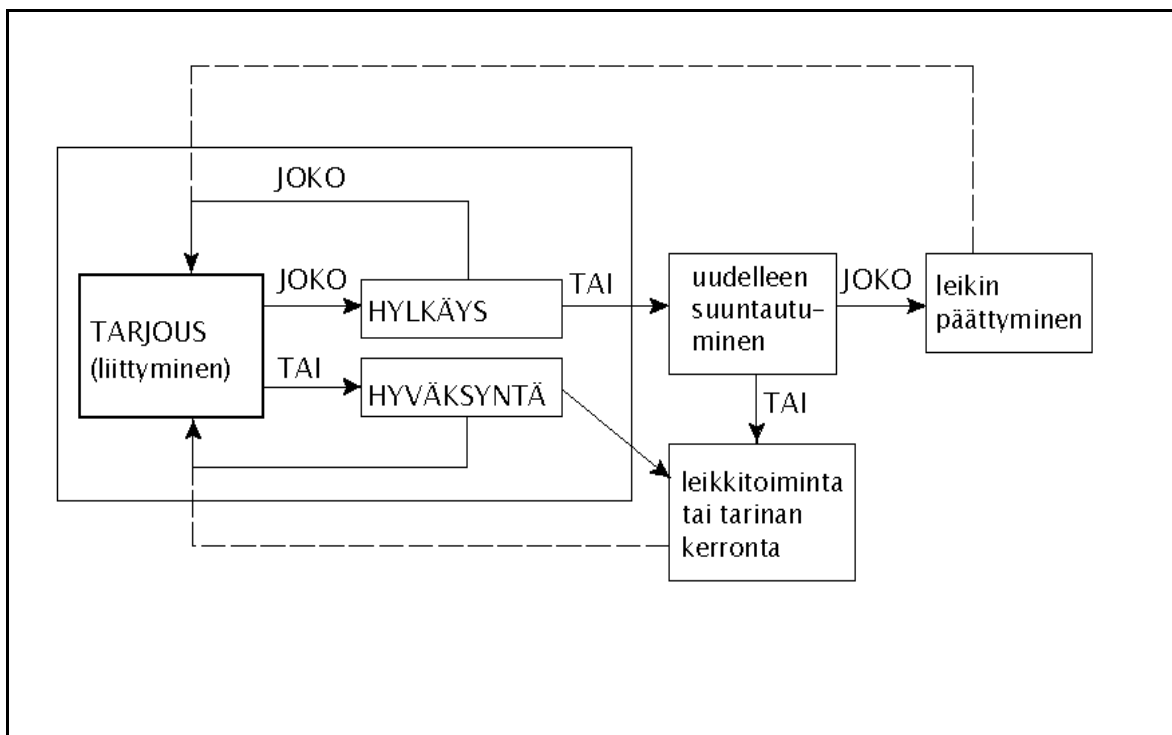 JOKO
TARJOUS
(liittyminen)
JOKO
HYLKÄYS
TAI
uudelleen
suuntautu-
minen
JOKO
leikin
päättyminen
TAI
HYVÄKSYNTÄ
TAI
leikkitoiminta
tai tarinan
kerronta